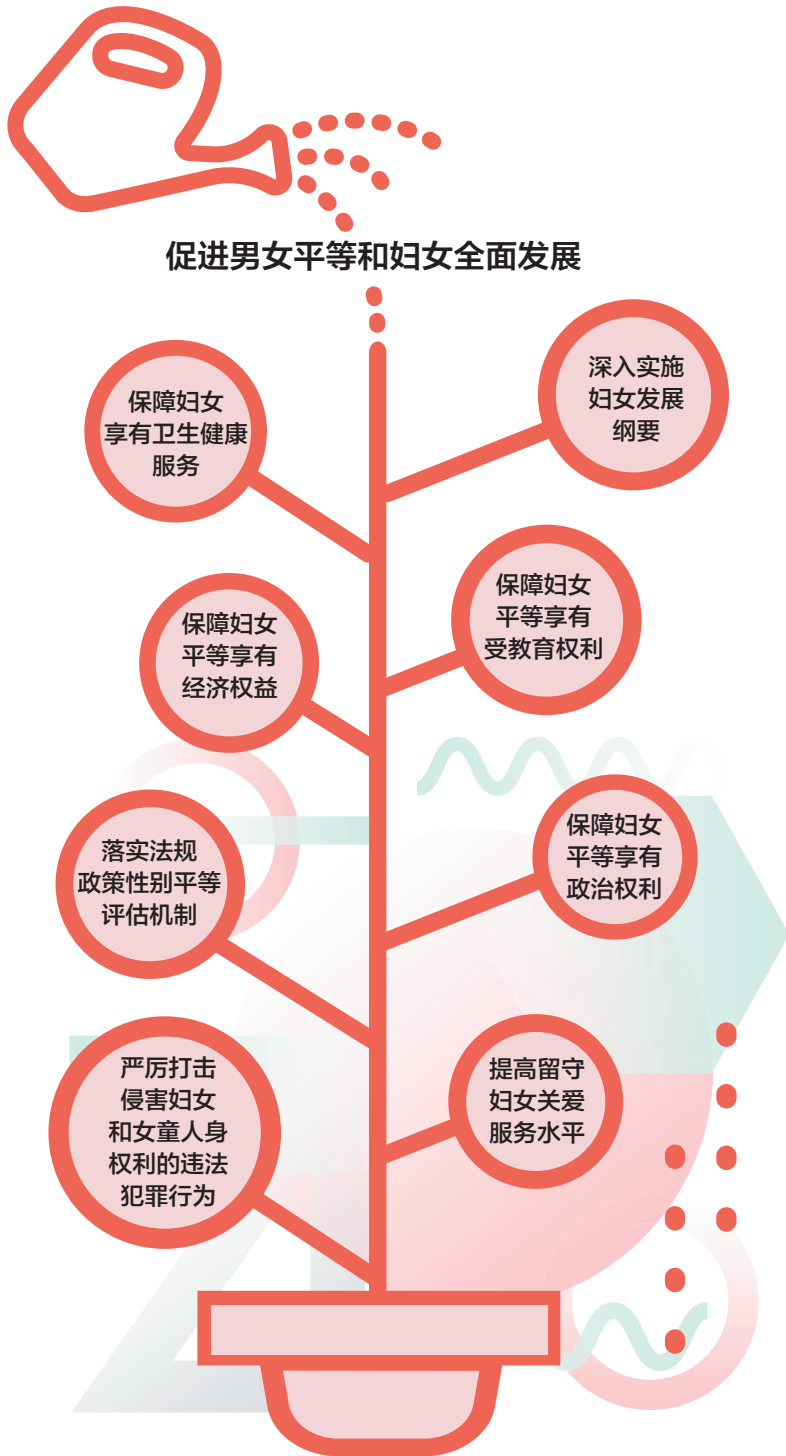 促进男女平等和妇女全面发展
深入实施
妇女发展
纲要
保障妇女
享有卫生健康
服务
保障妇女
平等享有
受教育权利
保障妇女
平等享有
经济权益
保障妇女
平等享有
政治权利
落实法规
政策性别平等
评估机制
提高留守
妇女关爱
服务水平
严厉打击
侵害妇女
和女童人身
权利的违法
犯罪行为